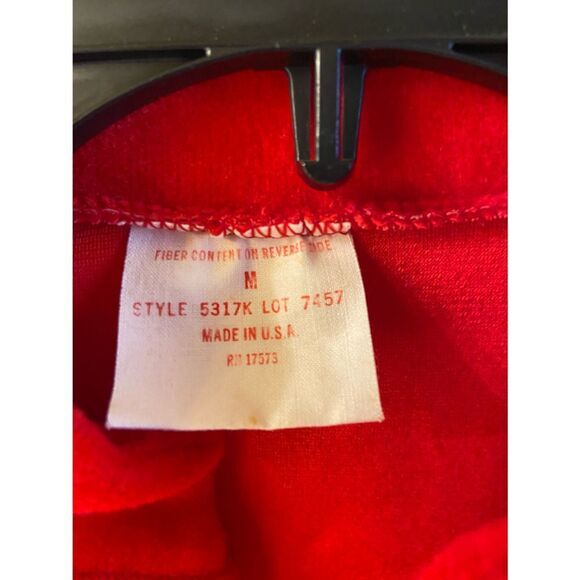 FIBER CONTENT ON REVERSE SIDE
M
STYLE 5317K LOT 7457
MADE IN U.S.A.
RN 17573